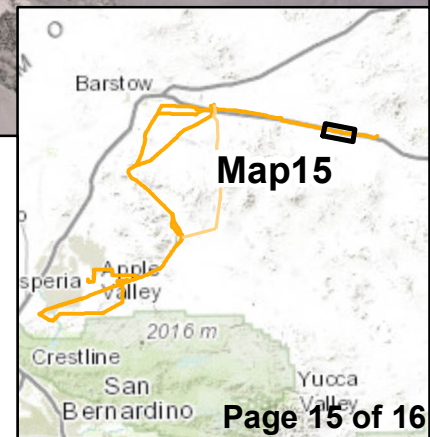 M O
Barstow
Map15
speria
Apple
Valley
2016 m
Crestline
San
Bernardino
Yucca
Valley
Page 15 of 16